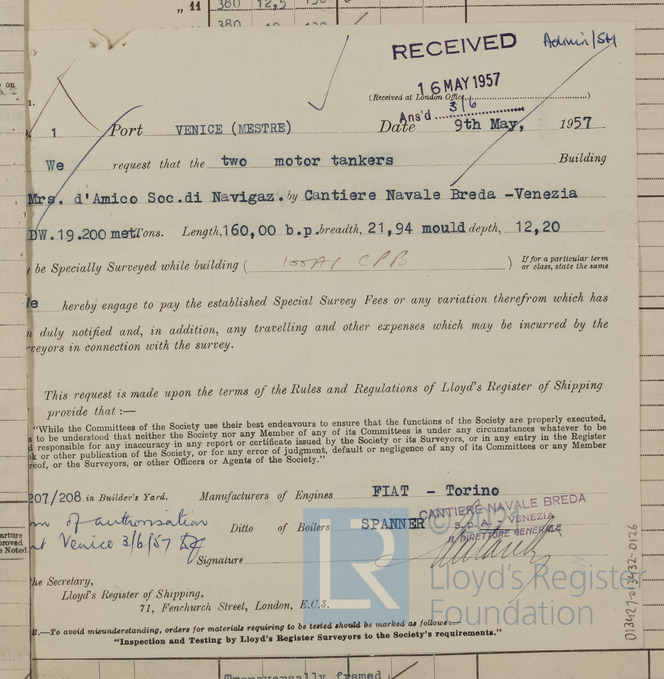 „ 11 380 12,5
380
RECEIVED Admin/SM
16 MAY 1957
(Received at London Office
Ans'd 3/6
1 Port VENICE (MESTRE) Date 9th May, 1957
We request that the two motor tankers Building
Mrs. d'Amico Soc.di Navigaz. by Cantiere Navale Breda -Venezia
DW.19.200 met.Tons. Length, 160,00 b.p. breadth, 21,94 mould depth, 12,20
be Specially Surveyed while building ( 100A1 CPB ) If for a particular term or class, state the same
hereby engage to pay the established Special Survey Fees or any variation therefrom which has
duly notified and, in addition, any travelling and other expenses which may be incurred by the
veyors in connection with the survey.
This request is made upon the terms of the Rules and Regulations of Lloyd's Register of Shipping
provide that :—
"While the Committees of the Society use their best endeavours to ensure that the functions of the Society are properly executed,
is to be understood that neither the Society nor any Member of any of its Committees is under any circumstances whatever to be
d responsible for any inaccuracy in any report or certificate issued by the Society or its Surveyors, or in any entry in the Register
ok or other publication of the Society, or for any error of judgment, default or negligence of any of its Committees or any Member
reof, or the Surveyors, or other Officers or Agents of the Society."
207/208 in Builder's Yard. Manufacturers of Engines FIAT - Torino
of authorisation Ditto of Boilers SPANNER
CANTIERE NAVALE BREDA
S.p.A. VENEZIA
IL DIRETTORE GENERALE
Venice 3/6/57
Signature
the Secretary,
Lloyd's Register of Shipping,
71, Fenchurch Street, London, E.C.3.
Lloyd's Register
Foundation
B.—To avoid misunderstanding, orders for materials requiring to be tested should be marked as follows:—
"Inspection and Testing by Lloyd's Register Surveyors to the Society's requirements."
013427-013432-0126
Transversally framed